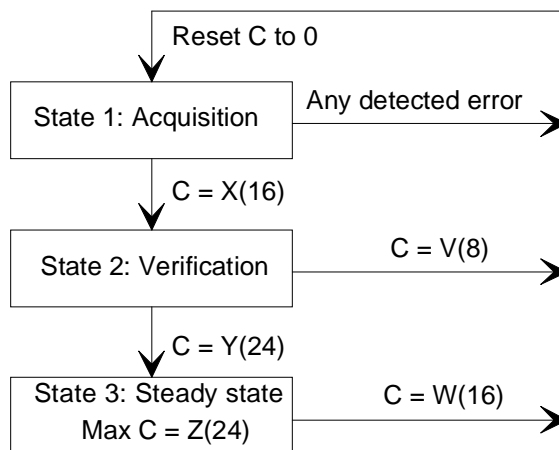 Reset C to 0
State 1: Acquisition
Any detected error
C = X(16)
State 2: Verification
C = V(8)
C = Y(24)
State 3: Steady state
Max C = Z(24)
C = W(16)